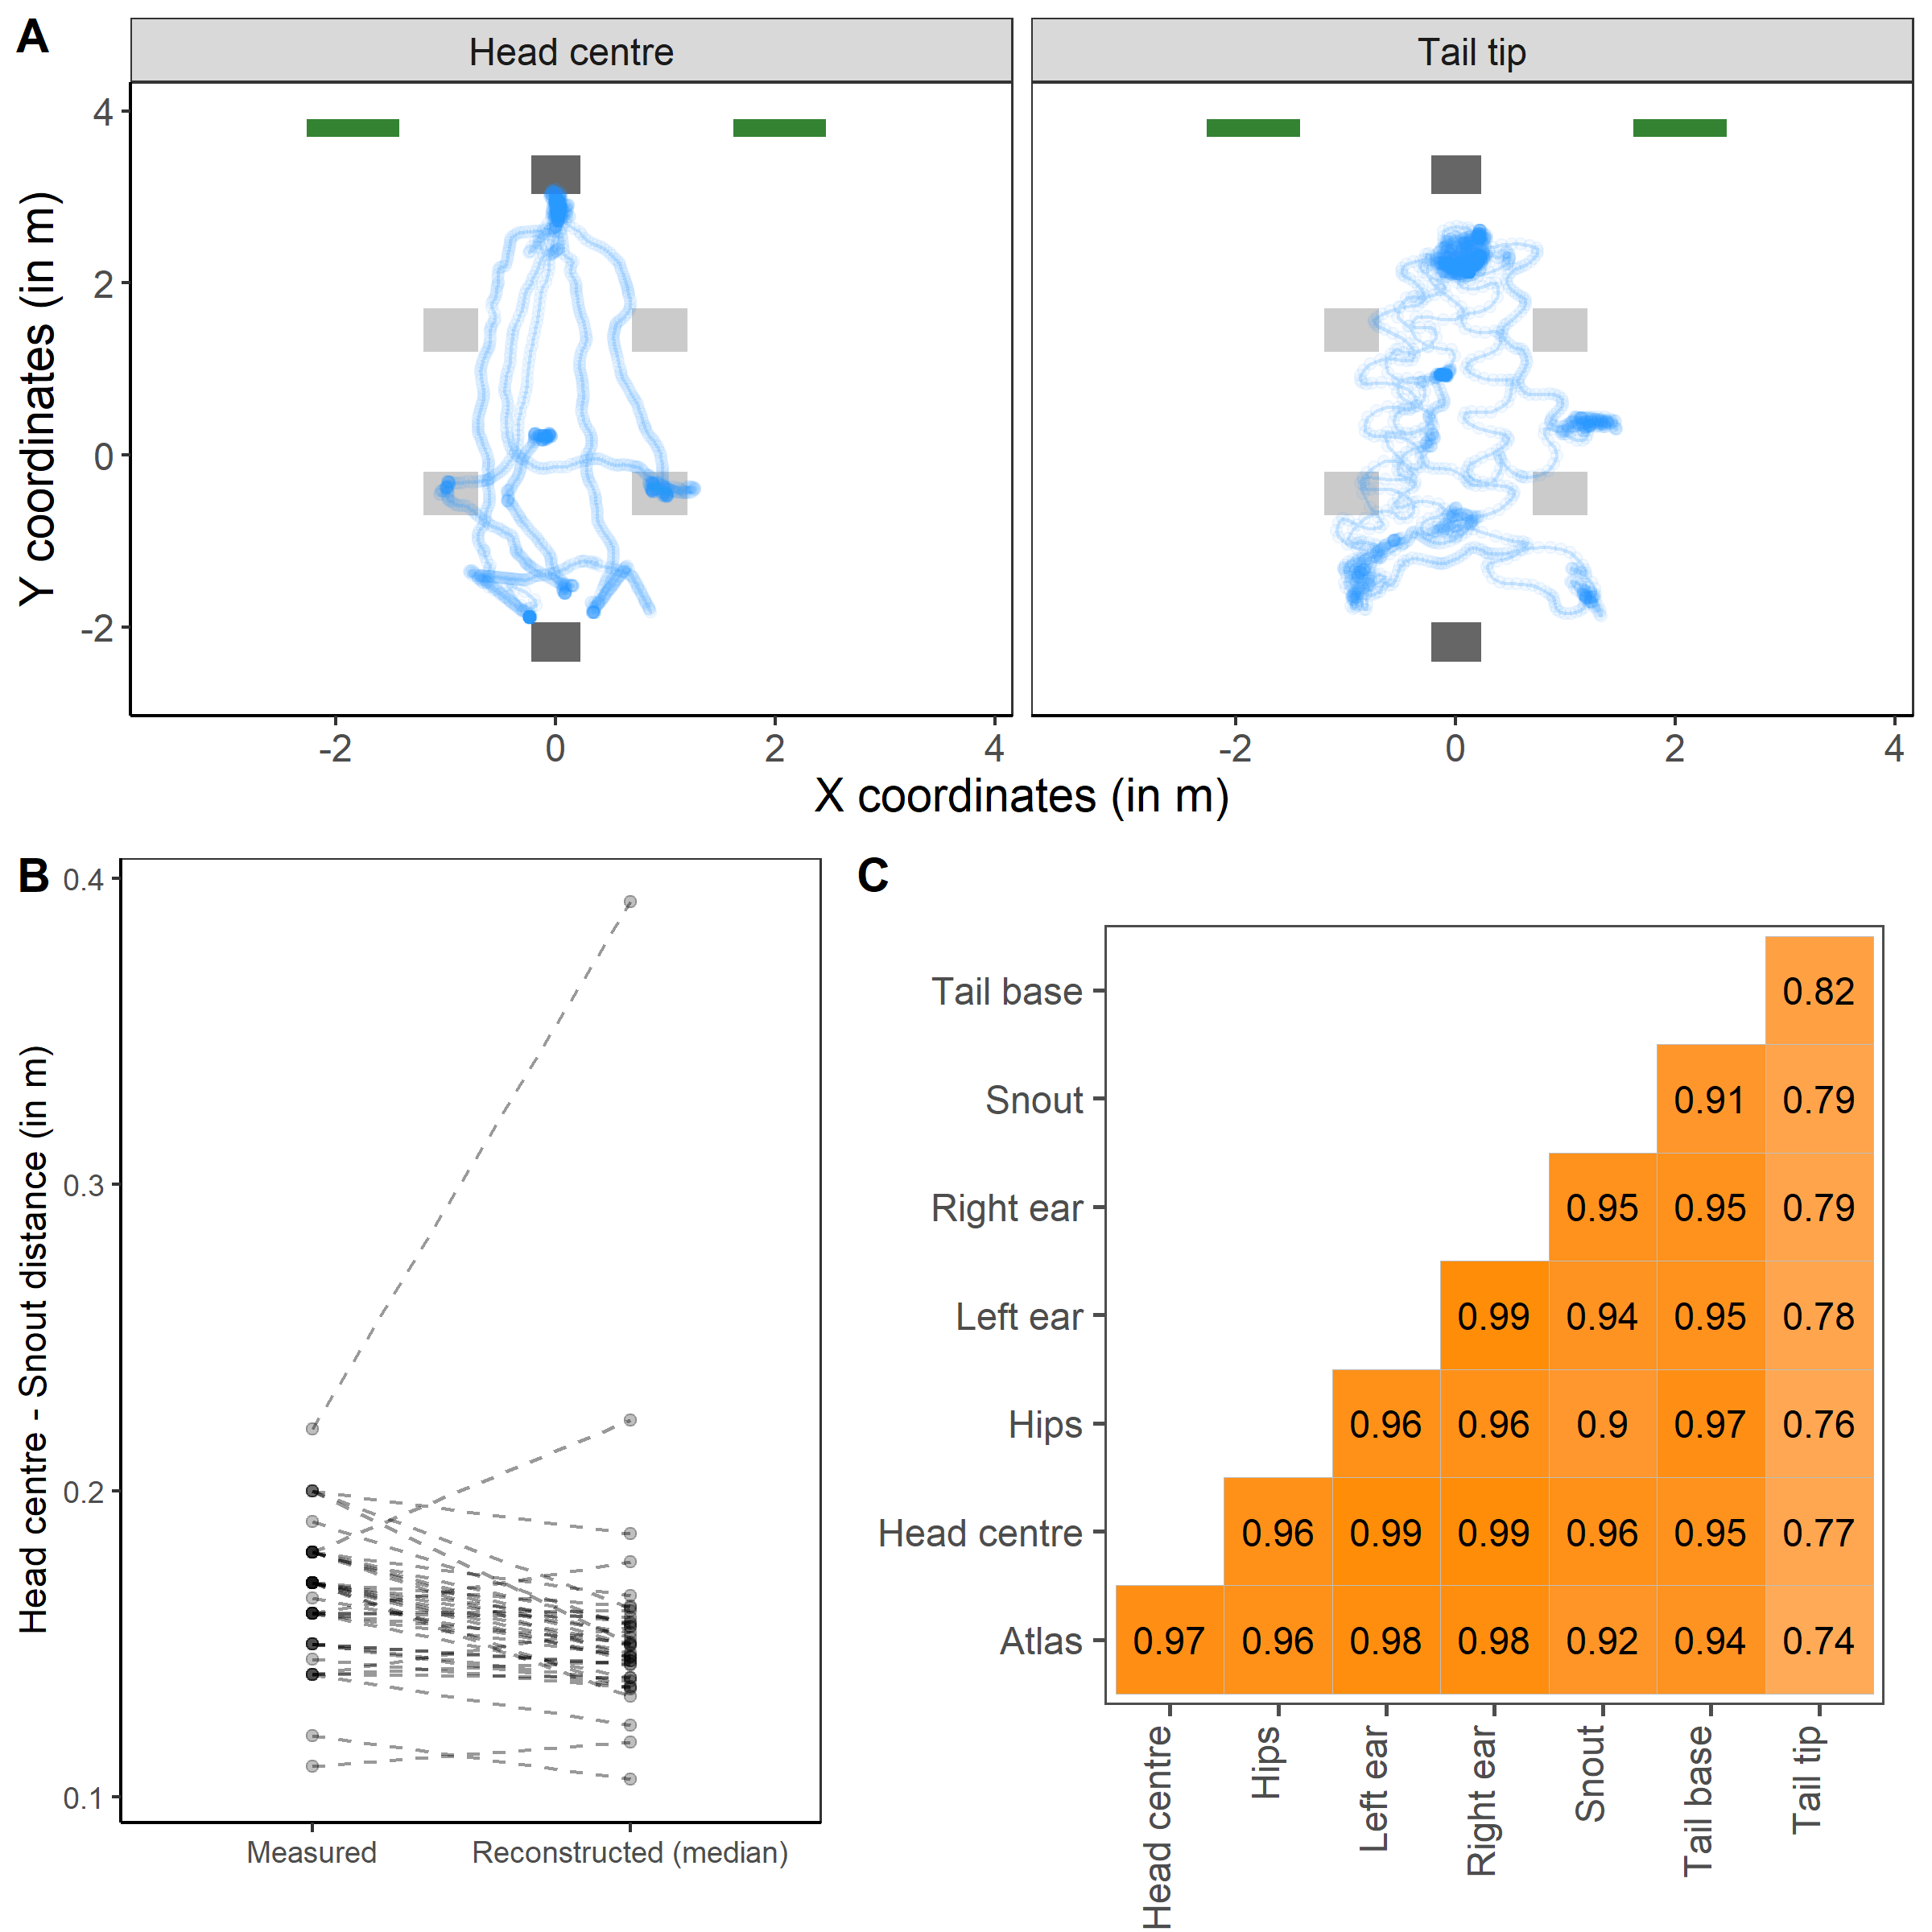 A
Head centre
Tail tip
Y coordinates (in m)
4
2
0
-2
-2
0
2
4
-2
0
2
4
X coordinates (in m)
B
Head centre - Snout distance (in m)
0.4
0.3
0.2
0.1
Measured
Reconstructed (median)
C
Tail base
0.82
Snout
0.91
0.79
Right ear
0.95
0.95
0.79
Left ear
0.99
0.94
0.95
0.78
Hips
0.96
0.96
0.9
0.97
0.76
Head centre
0.96
0.99
0.99
0.96
0.95
0.77
Atlas
0.97
0.96
0.98
0.98
0.92
0.94
0.74
Head centre
Hips
Left ear
Right ear
Snout
Tail base
Tail tip